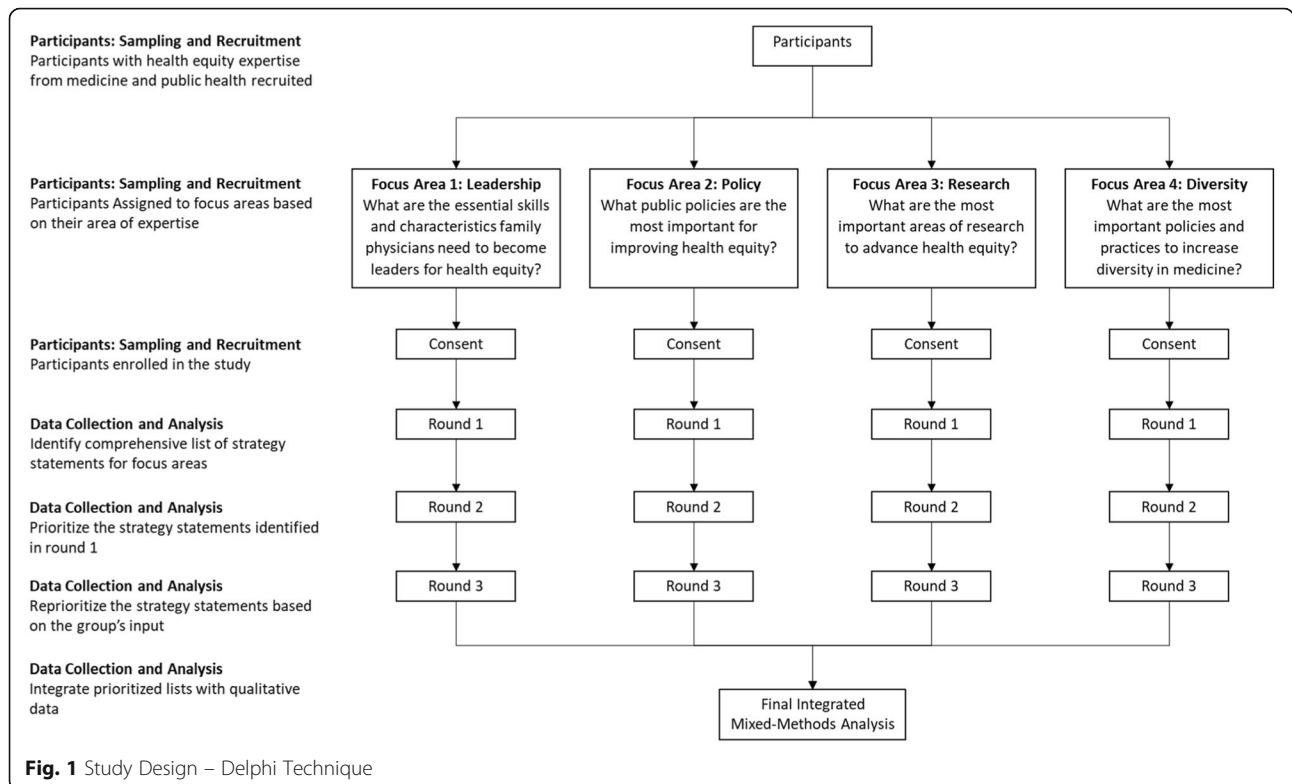 Participants: Sampling and Recruitment
Participants with health equity expertise
from medicine and public health recruited
Participants
Participants: Sampling and Recruitment
Participants Assigned to focus areas based
on their area of expertise
Focus Area 1: Leadership
What are the essential skills
and characteristics family
physicians need to become
leaders for health equity?
Focus Area 2: Policy
What public policies are the
most important for
improving health equity?
Focus Area 3: Research
What are the most
important areas of research
to advance health equity?
Focus Area 4: Diversity
What are the most
important policies and
practices to increase
diversity in medicine?
Participants: Sampling and Recruitment
Participants enrolled in the study
Consent
Consent
Consent
Consent
Data Collection and Analysis
Identify comprehensive list of strategy
statements for focus areas
Round 1
Round 1
Round 1
Round 1
Data Collection and Analysis
Prioritize the strategy statements identified
in round 1
Round 2
Round 2
Round 2
Round 2
Data Collection and Analysis
Reprioritize the strategy statements based
on the group's input
Round 3
Round 3
Round 3
Round 3
Data Collection and Analysis
Integrate prioritized lists with qualitative
data
Final Integrated
Mixed-Methods Analysis
Fig. 1 Study Design – Delphi Technique